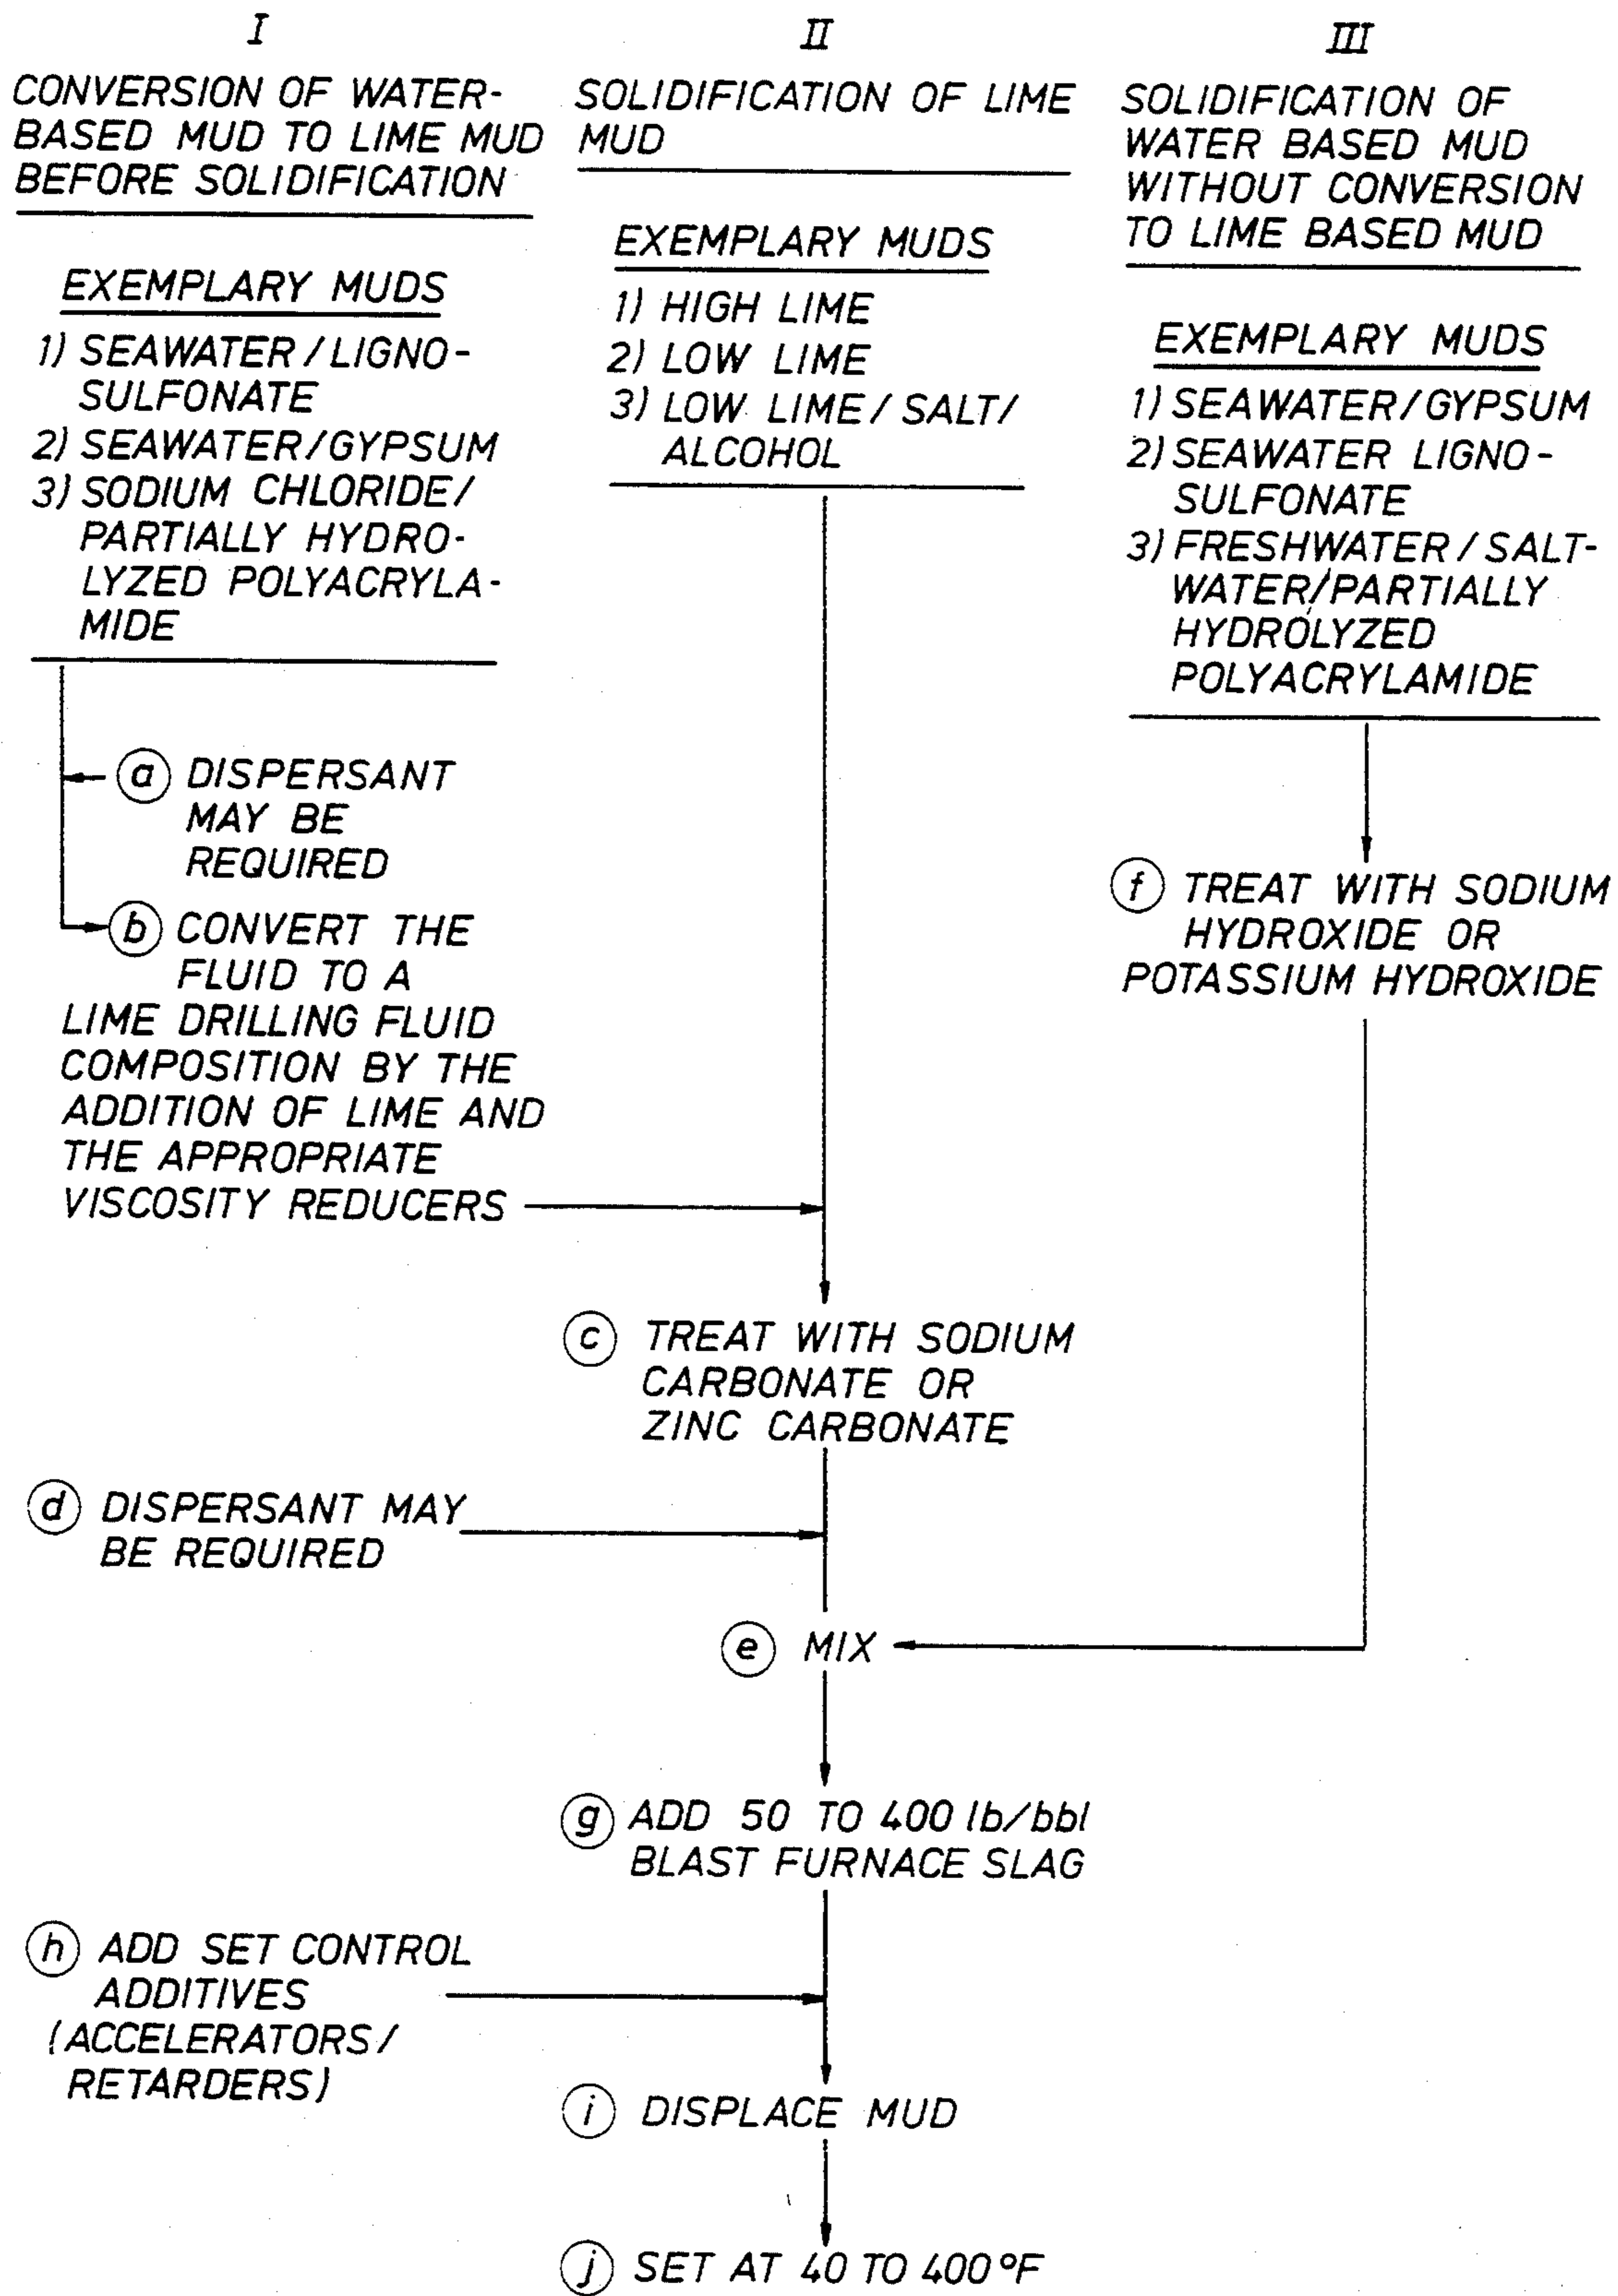 I
CONVERSION OF WATER-
BASED MUD TO LIME MUD
BEFORE SOLIDIFICATION
EXEMPLARY MUDS
1) SEAWATER / LIGNO-
SULFONATE
2) SEAWATER/GYPSUM
3) SODIUM CHLORIDE/
PARTIALLY HYDRO-
LYZED POLYACRYLA-
MIDE
a DISPERSANT
MAY BE
REQUIRED
b CONVERT THE
FLUID TO A
LIME DRILLING FLUID
COMPOSITION BY THE
ADDITION OF LIME AND
THE APPROPRIATE
VISCOSITY REDUCERS
II
SOLIDIFICATION OF LIME
MUD
EXEMPLARY MUDS
1) HIGH LIME
2) LOW LIME
3) LOW LIME / SALT/
ALCOHOL
III
SOLIDIFICATION OF
WATER BASED MUD
WITHOUT CONVERSION
TO LIME BASED MUD
EXEMPLARY MUDS
1) SEAWATER/GYPSUM
2) SEAWATER LIGNO-
SULFONATE
3) FRESHWATER / SALT-
WATER/PARTIALLY
HYDROLYZED
POLYACRYLAMIDE
f TREAT WITH SODIUM
HYDROXIDE OR
POTASSIUM HYDROXIDE
c TREAT WITH SODIUM
CARBONATE OR
ZINC CARBONATE
d DISPERSANT MAY
BE REQUIRED
e MIX
g ADD 50 TO 400 lb/bbl
BLAST FURNACE SLAG
h ADD SET CONTROL
ADDITIVES
(ACCELERATORS/
RETARDERS)
i DISPLACE MUD
j SET AT 40 TO 400°F